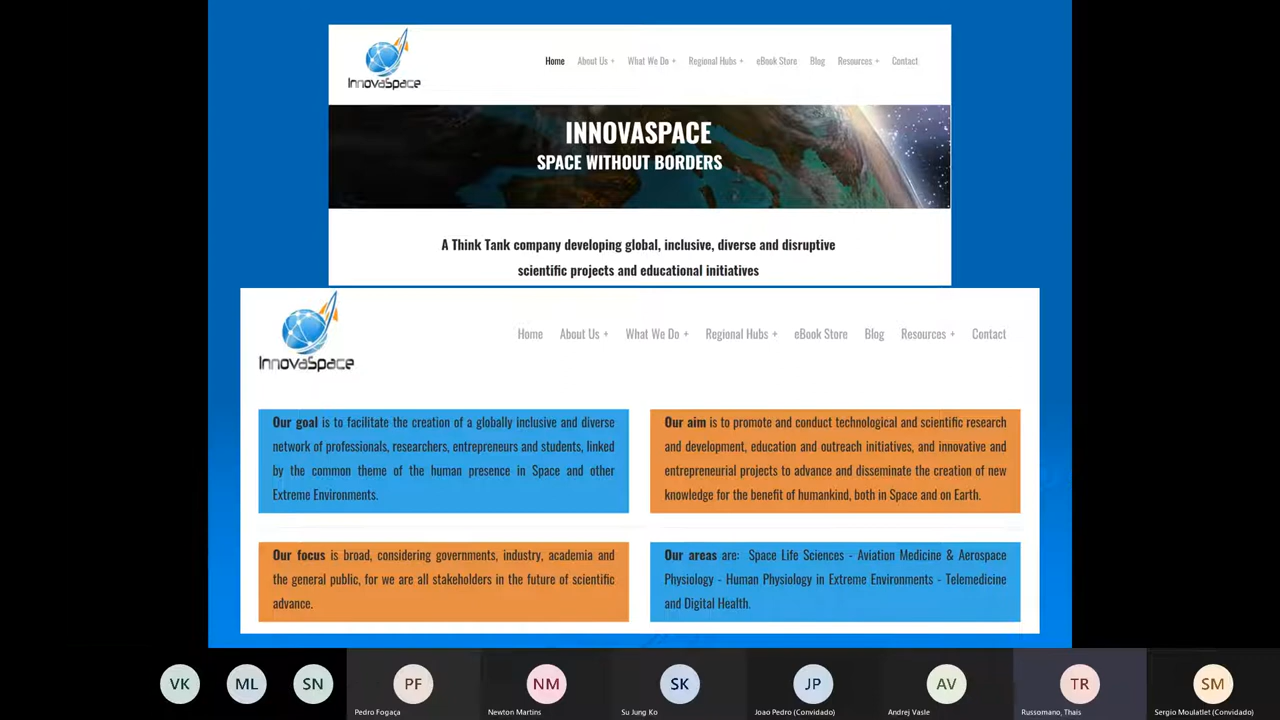 InnovaSpace
Home About Us + What We Do + Regional Hubs + eBook Store Blog Resources + Contact
INNOVASPACE
SPACE WITHOUT BORDERS
A Think Tank company developing global, inclusive, diverse and disruptive
scientific projects and educational initiatives
InnovaSpace
Home About Us + What We Do + Regional Hubs + eBook Store Blog Resources + Contact
Our goal is to facilitate the creation of a globally inclusive and diverse
network of professionals, researchers, entrepreneurs and students, linked
by the common theme of the human presence in Space and other
Extreme Environments.
Our aim is to promote and conduct technological and scientific research
and development, education and outreach initiatives, and innovative and
entrepreneurial projects to advance and disseminate the creation of new
knowledge for the benefit of humankind, both in Space and on Earth.
Our focus is broad, considering governments, industry, academia and
the general public, for we are all stakeholders in the future of scientific
advance.
Our areas are: Space Life Sciences - Aviation Medicine & Aerospace
Physiology - Human Physiology in Extreme Environments - Telemedicine
and Digital Health.
VK ML SN PF NM SK JP AV TR SM
Pedro Fogaça Newton Martins Su Jung Ko Joao Pedro (Convidado) Andrej Vasle Russomano, Thais Sergio Moulatlet (Convidado)